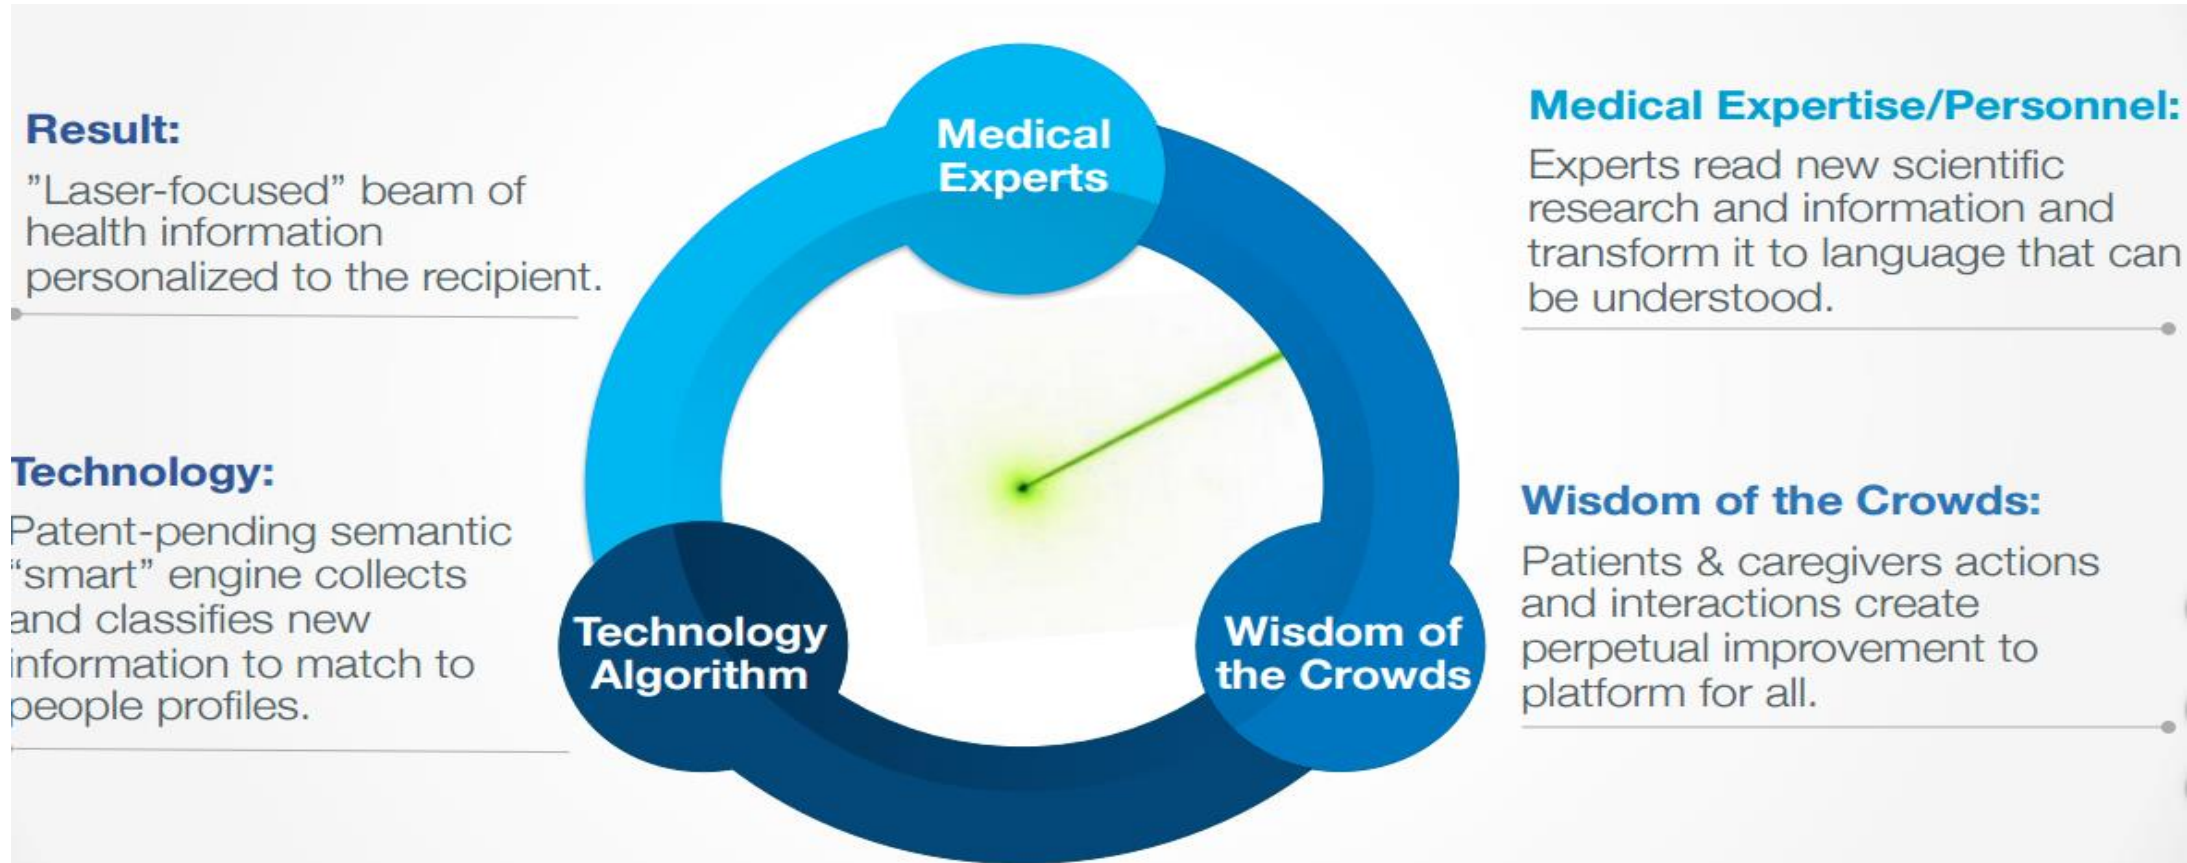 Result:
”Laser-focused” beam of
health information
personalized to the recipient.
Technology:
Patent-pending semantic
“smart” engine collects
and classifies new
information to match to
people profiles.
Medical
Experts
Technology
Algorithm
Wisdom of
the Crowds
Medical Expertise/Personnel:
Experts read new scientific
research and information and
transform it to language that can
be understood.
Wisdom of the Crowds:
Patients & caregivers actions
and interactions create
perpetual improvement to
platform for all.